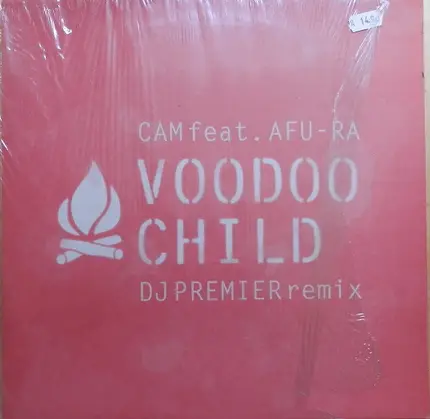 CAM feat. AFU-RA
VOODOO
CHILD
DJ PREMIER remix